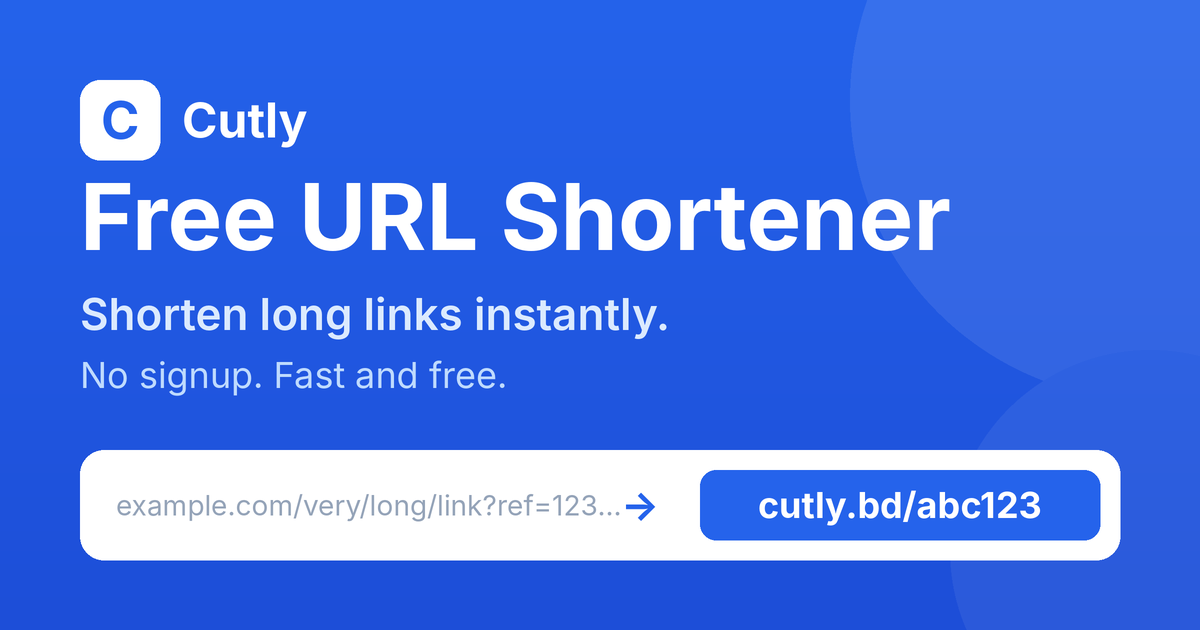 C Cutly
Free URL Shortener
Shorten long links instantly.
No signup. Fast and free.
example.com/very/long/link?ref=123...→ cutly.bd/abc123